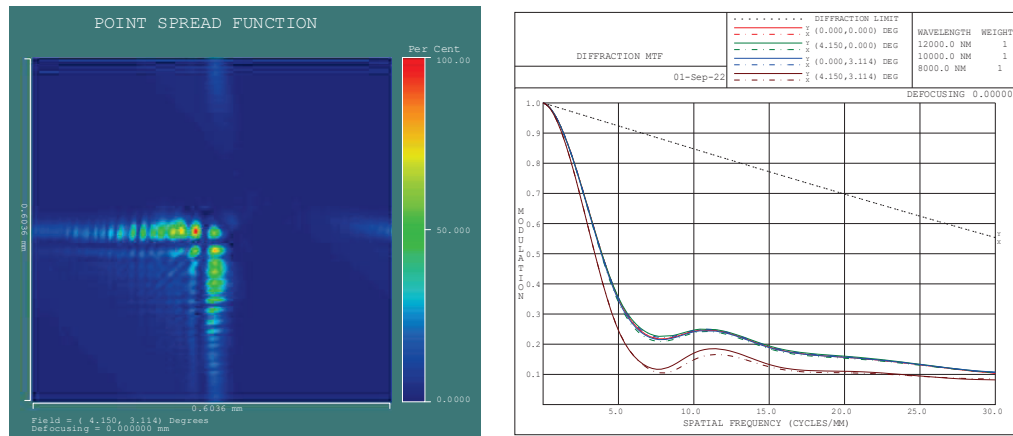 POINT SPREAD FUNCTION
Per Cent
100.00
50.000
0.0000
0.6036 mm
0.6036 mm
Field = ( 4.150, 3.114) Degrees
Defocusing = 0.000000 mm
DIFFRACTION MTF
01-Sep-22
DIFFRACTION LIMIT
Y
X (0.000,0.000) DEG
Y
X (4.150,0.000) DEG
Y
X (0.000,3.114) DEG
Y
X (4.150,3.114) DEG
WAVELENGTH WEIGHT
12000.0 NM 1
10000.0 NM 1
8000.0 NM 1
DEFOCUSING 0.00000
1.0
0.9
0.8
0.7
0.6
0.5
0.4
0.3
0.2
0.1
MODULATION
Y
X
5.0 10.0 15.0 20.0 25.0 30.0
SPATIAL FREQUENCY (CYCLES/MM)